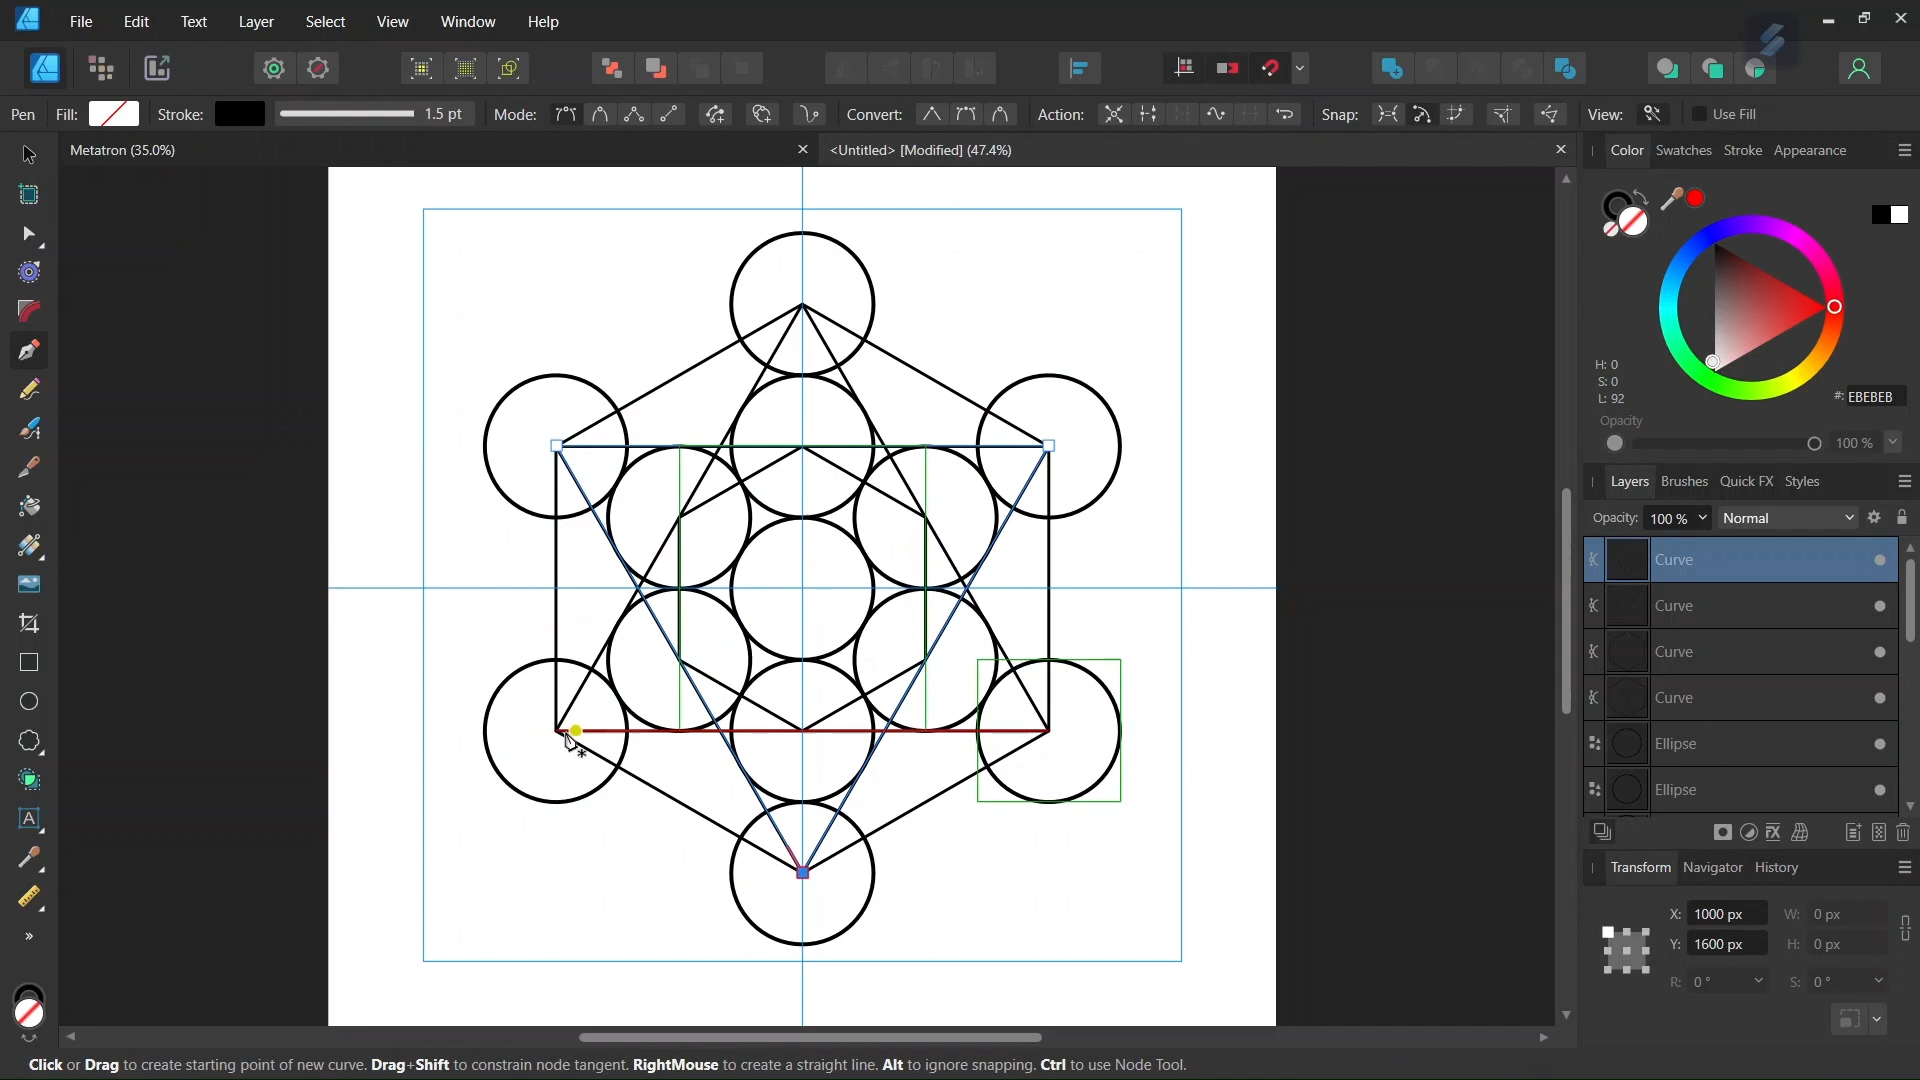 File Edit Text Layer Select View Window Help
Pen Fill: Stroke: 1.5 pt Mode: Convert: Action: Snap: View: Use Fill
Metatron (35.0%)
<Untitled> [Modified] (47.4%)
Color Swatches Stroke Appearance
H: 0
S: 0
L: 92
#: EBEBEB
Opacity
100 %
Layers Brushes Quick FX Styles
Opacity: 100 % Normal
Curve
Curve
Curve
Curve
Ellipse
Ellipse
Transform Navigator History
X: 1000 px W: 0 px
Y: 1600 px H: 0 px
R: 0 ° S: 0 °
Click or Drag to create starting point of new curve. Drag+Shift to constrain node tangent. RightMouse to create a straight line. Alt to ignore snapping. Ctrl to use Node Tool.